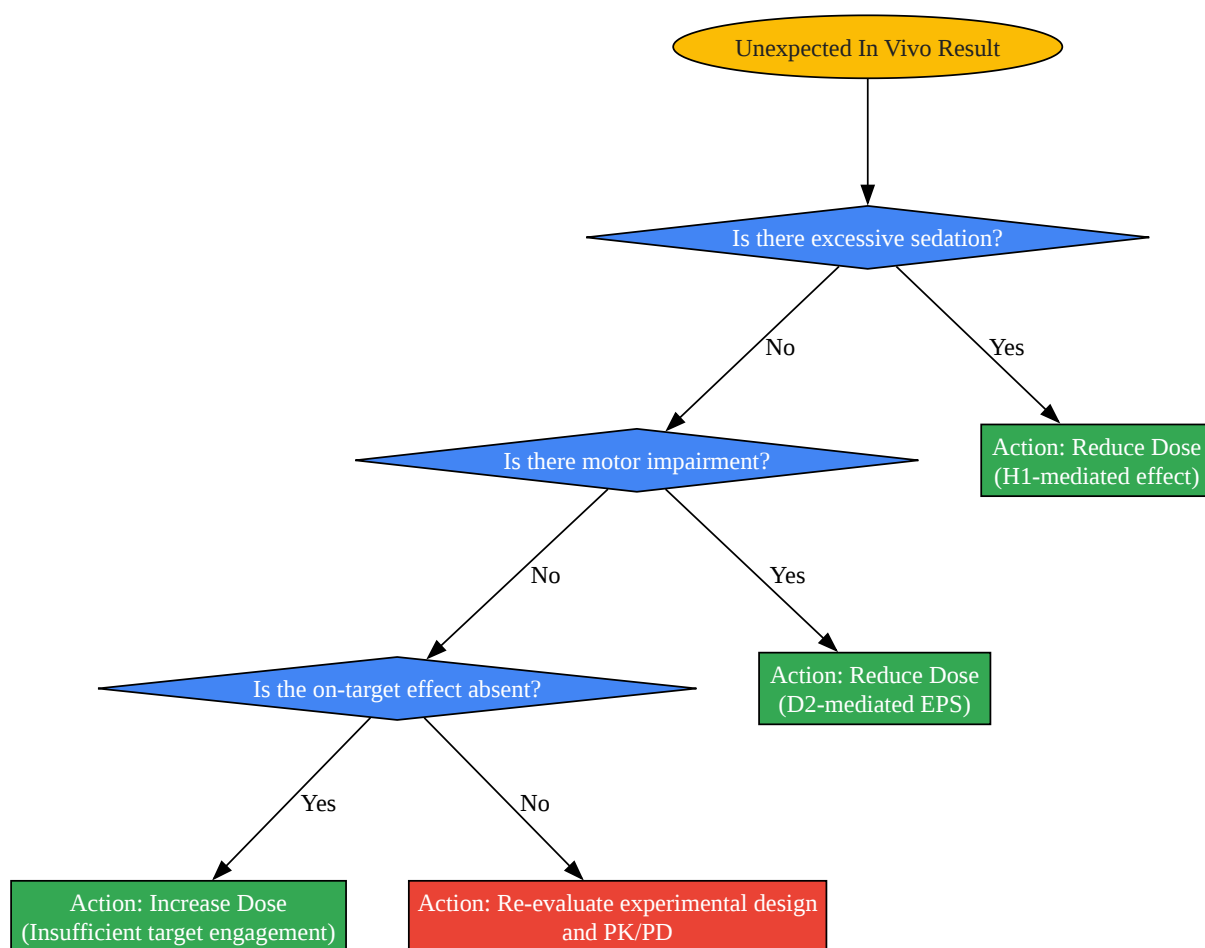 Unexpected In Vivo Result
Is there excessive sedation?
No
Yes
Is there motor impairment?
Action: Reduce Dose
(H1-mediated effect)
No
Yes
Is the on-target effect absent?
Action: Reduce Dose
(D2-mediated EPS)
Yes
No
Action: Increase Dose
(Insufficient target engagement)
Action: Re-evaluate experimental design
and PK/PD